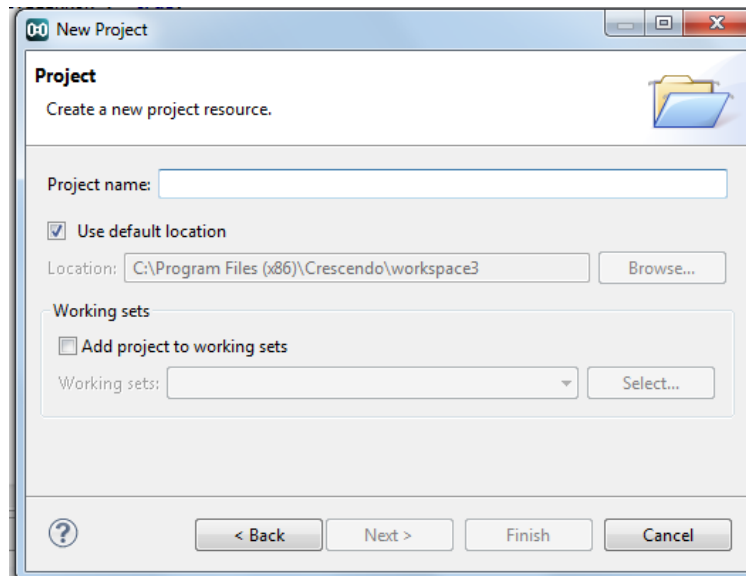 New Project
Project
Create a new project resource.
Project name:
Use default location
Location: C:\Program Files (x86)\Crescendo\workspace3 Browse...
Working sets
Add project to working sets
Working sets: Select...
? < Back Next > Finish Cancel